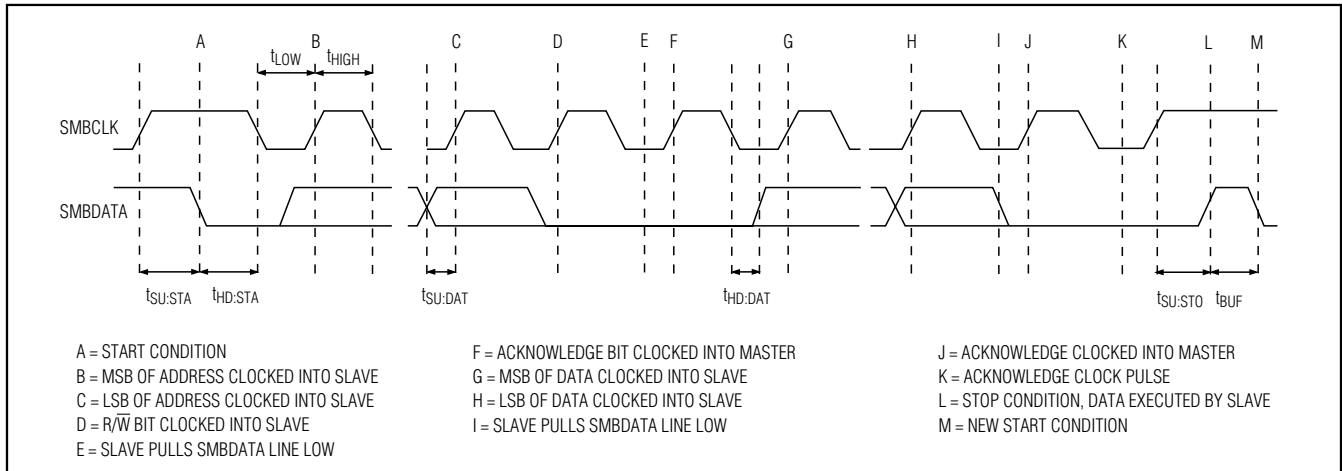 A B C D E F G H I J K L M
tLOW tHIGH
SMBCLK
SMBDATA
tSU:STA tHD:STA tSU:DAT tHD:DAT tSU:STO tBUF
A = START CONDITION
B = MSB OF ADDRESS CLOCKED INTO SLAVE
C = LSB OF ADDRESS CLOCKED INTO SLAVE
D = R/W̅ BIT CLOCKED INTO SLAVE
E = SLAVE PULLS SMBDATA LINE LOW
F = ACKNOWLEDGE BIT CLOCKED INTO MASTER
G = MSB OF DATA CLOCKED INTO SLAVE
H = LSB OF DATA CLOCKED INTO SLAVE
I = SLAVE PULLS SMBDATA LINE LOW
J = ACKNOWLEDGE CLOCKED INTO MASTER
K = ACKNOWLEDGE CLOCK PULSE
L = STOP CONDITION, DATA EXECUTED BY SLAVE
M = NEW START CONDITION